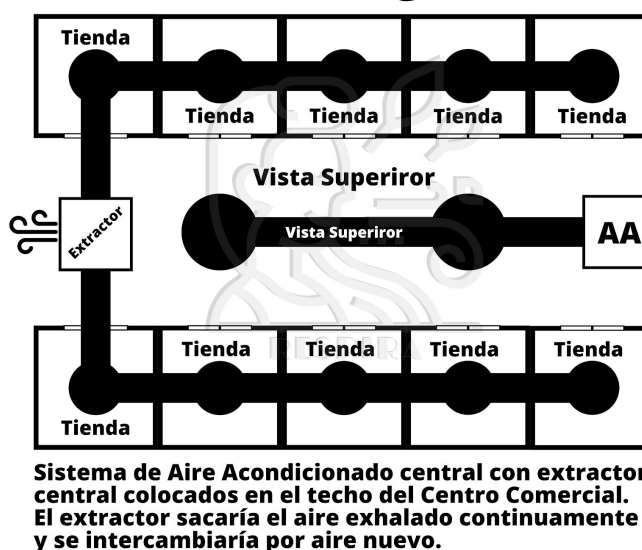 Tienda
Tienda Tienda Tienda Tienda
Vista Superiror
Extractor
Vista Superiror
AA
RESPIRA
Tienda Tienda Tienda Tienda
Tienda
Sistema de Aire Acondicionado central con extractor
central colocados en el techo del Centro Comercial.
El extractor sacaría el aire exhalado continuamente
y se intercambiaría por aire nuevo.